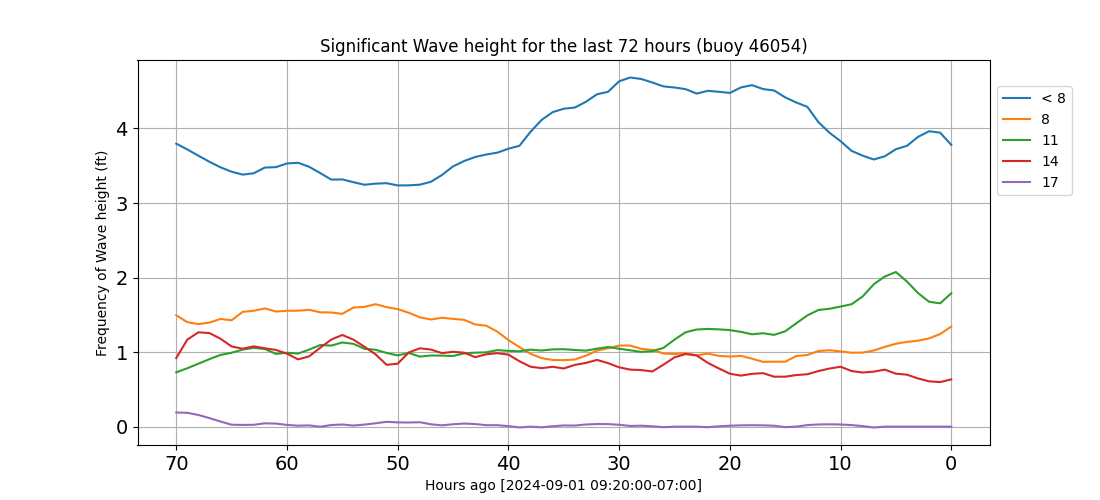 Significant Wave height for the last 72 hours (buoy 46054)
Frequency of Wave height (ft)
4
3
2
1
0
70 60 50 40 30 20 10 0
Hours ago [2024-09-01 09:20:00-07:00]
< 8
8
11
14
17